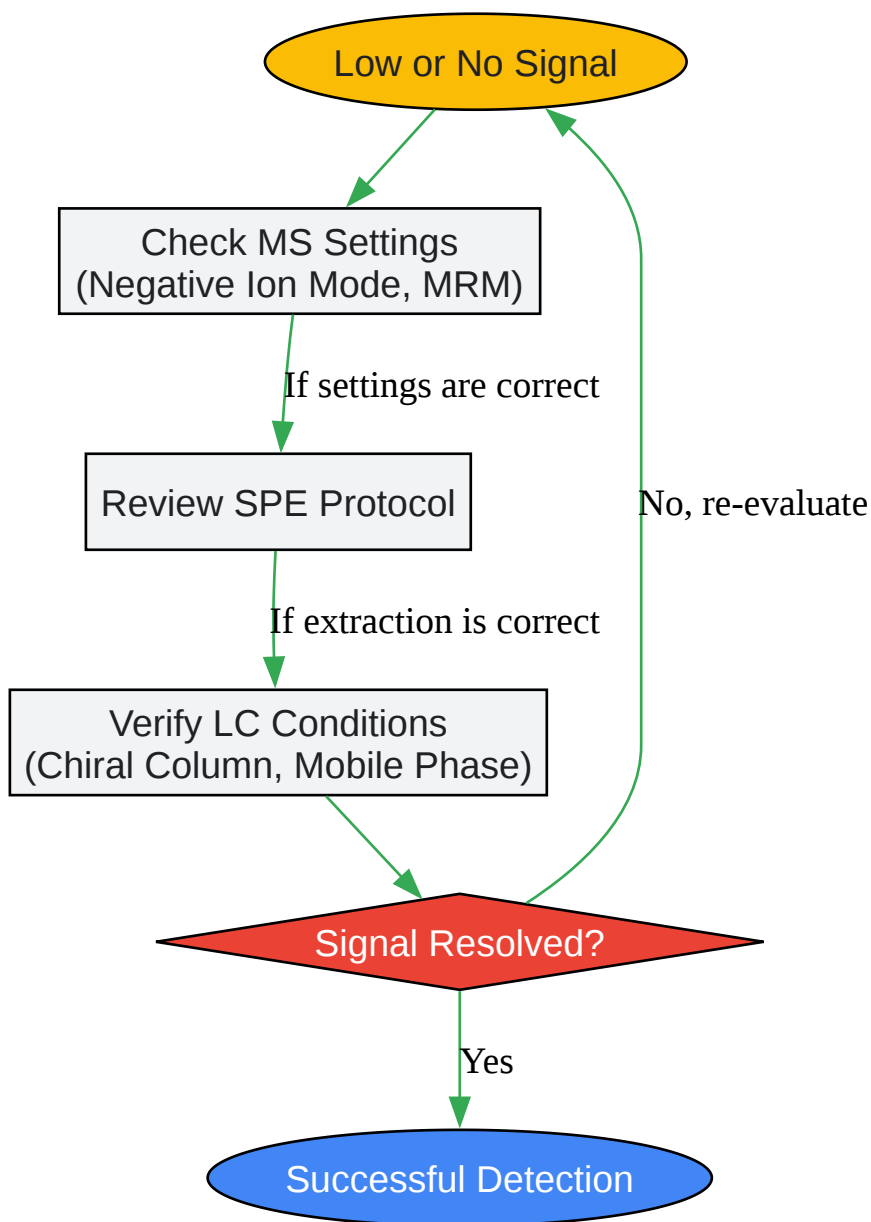 Low or No Signal
Check MS Settings
(Negative Ion Mode, MRM)
If settings are correct
Review SPE Protocol
No, re-evaluate
If extraction is correct
Verify LC Conditions
(Chiral Column, Mobile Phase)
Signal Resolved?
Yes
Successful Detection